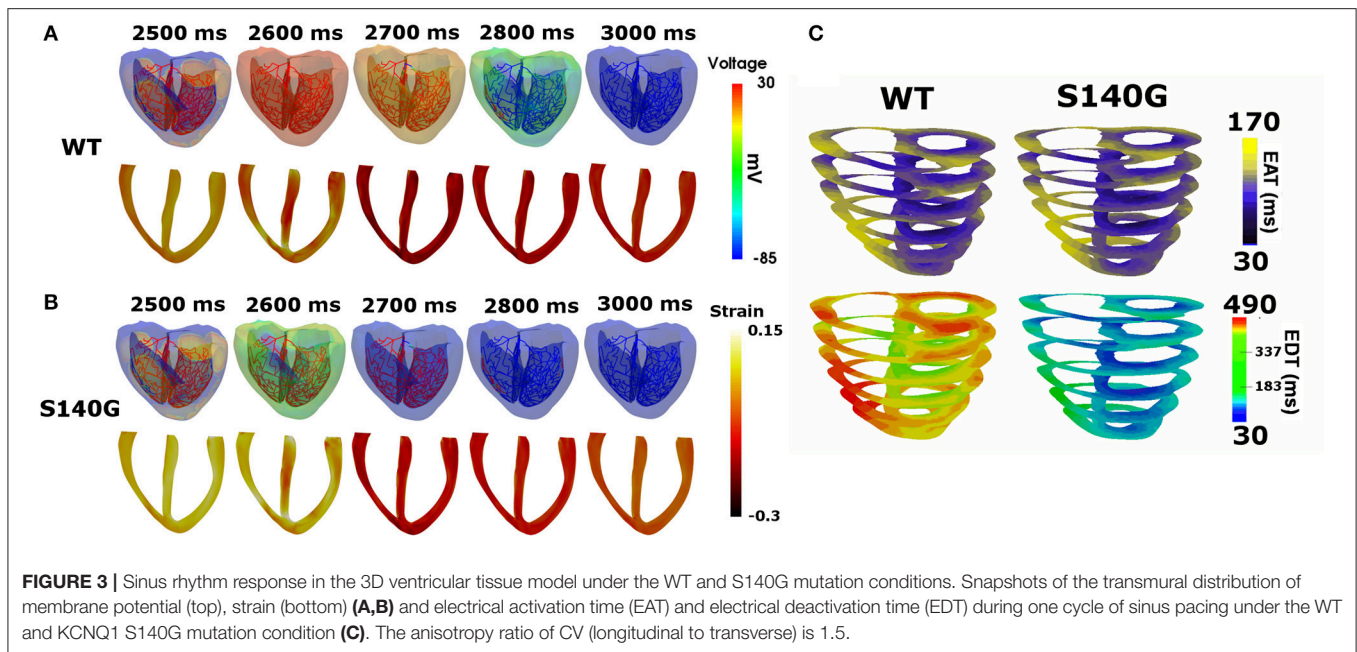 A
2500 ms 2600 ms 2700 ms 2800 ms 3000 ms
WT
Voltage
30
mV
-85
B
2500 ms 2600 ms 2700 ms 2800 ms 3000 ms
S140G
Strain
0.15
-0.3
C
WT S140G
170
EAT (ms)
30
490
337
183
EDT (ms)
30
FIGURE 3 | Sinus rhythm response in the 3D ventricular tissue model under the WT and S140G mutation conditions. Snapshots of the transmural distribution of
membrane potential (top), strain (bottom) (A,B) and electrical activation time (EAT) and electrical deactivation time (EDT) during one cycle of sinus pacing under the WT
and KCNQ1 S140G mutation condition (C). The anisotropy ratio of CV (longitudinal to transverse) is 1.5.